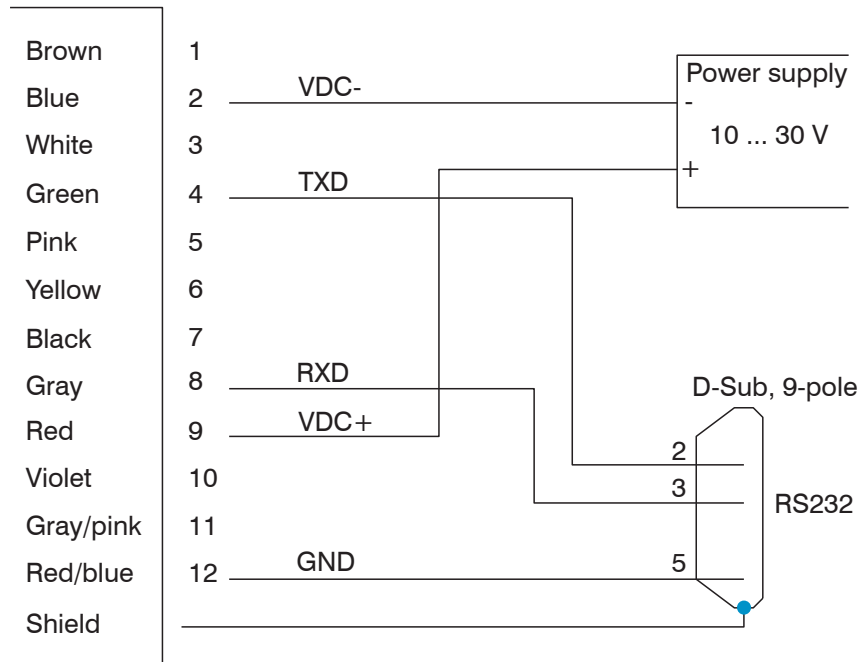 Brown 1
Blue 2 VDC-
White 3
Green 4 TXD
Pink 5
Yellow 6
Black 7
Gray 8 RXD
Red 9 VDC+
Violet 10
Gray/pink 11
Red/blue 12 GND
Shield
Power supply
-
10 ... 30 V
+
D-Sub, 9-pole
2
3
RS232
5